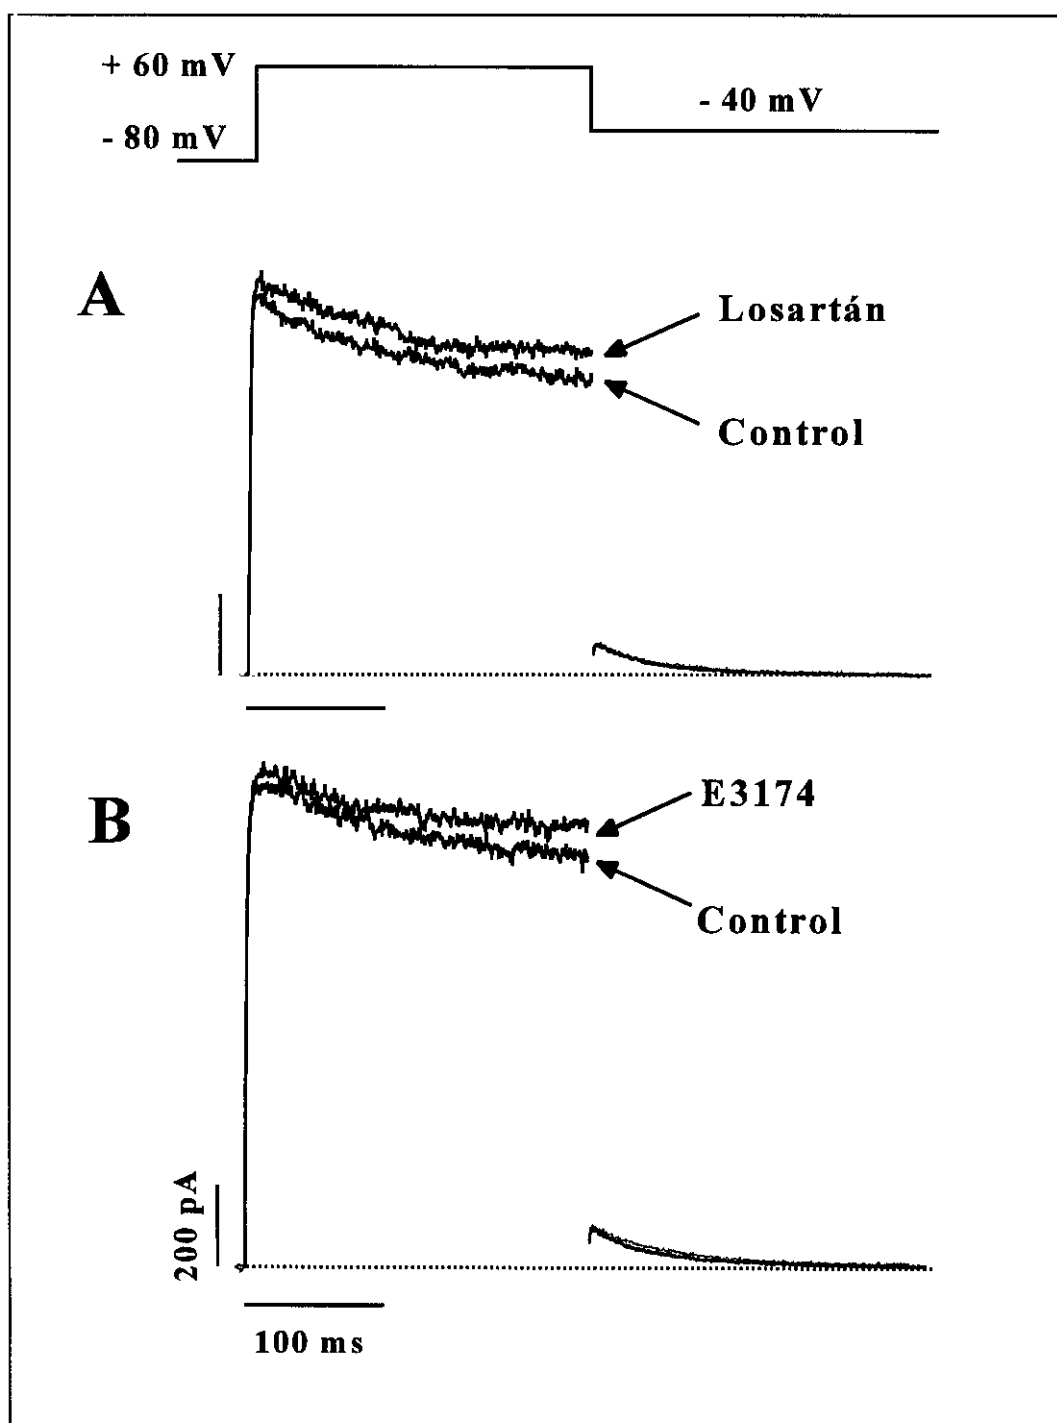 + 60 mV
- 40 mV
- 80 mV
A
Losartán
Control
B
E3174
Control
200 pA
100 ms